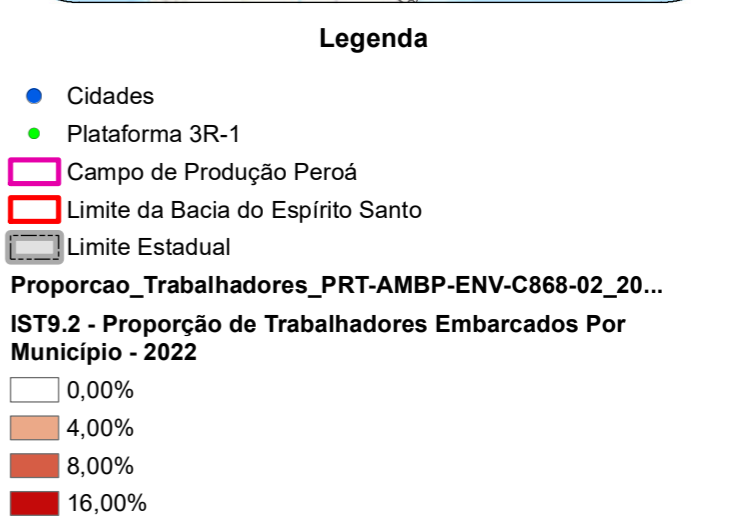 Legenda
Cidades
Plataforma 3R-1
Campo de Produção Peroá
Limite da Bacia do Espírito Santo
Limite Estadual
Proporcao_Trabalhadores_PRT-AMBP-ENV-C868-02_20...
IST9.2 - Proporção de Trabalhadores Embarcados Por
Município - 2022
0,00%
4,00%
8,00%
16,00%